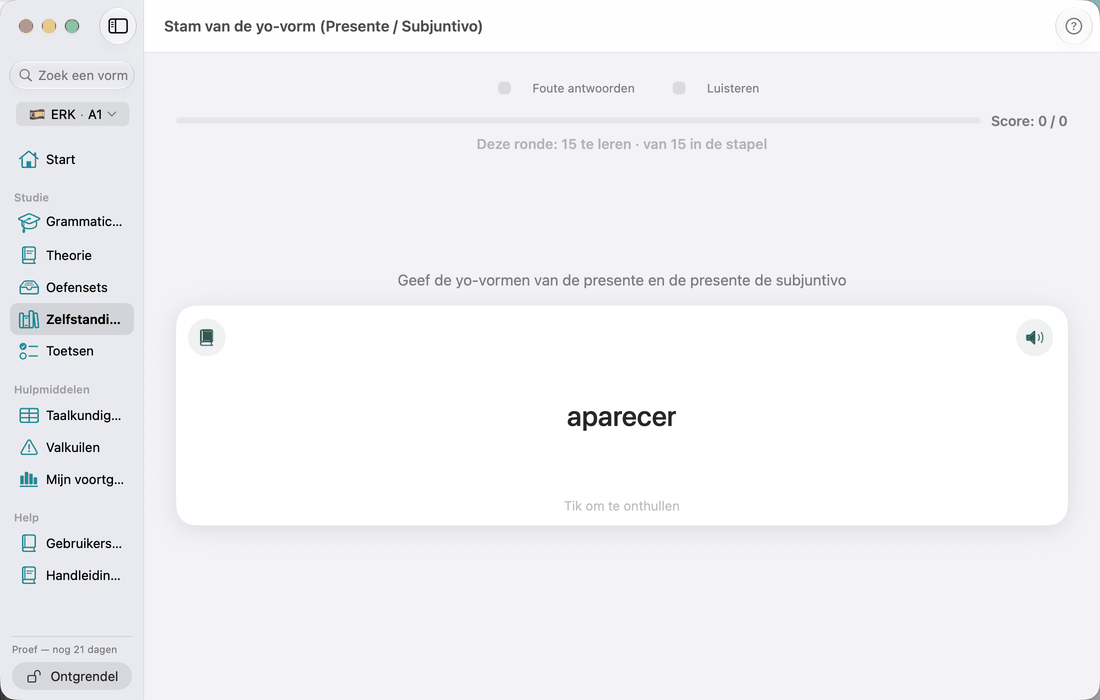 Stam van de yo-vorm (Presente / Subjuntivo)
Zoek een vorm
ERK · A1
Start
Studie
Grammatic...
Theorie
Oefensets
Zelfstandi...
Toetsen
Hulpmiddelen
Taalkundig...
Valkuilen
Mijn voortg...
Help
Gebruikers...
Handleidin...
Proef — nog 21 dagen
Ontgrendel
Foute antwoorden
Luisteren
Score: 0 / 0
Deze ronde: 15 te leren · van 15 in de stapel
Geef de yo-vormen van de presente en de presente de subjuntivo
aparecer
Tik om te onthullen